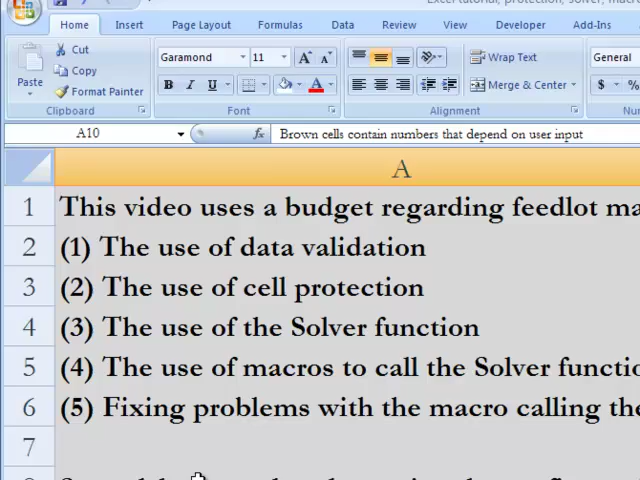 Excel tutorial, protection, solver, macro
Home Insert Page Layout Formulas Data Review View Developer Add-Ins
Cut
Copy
Format Painter
Paste
Clipboard
Garamond 11 A A
B I U A
Font
Wrap Text
Merge & Center
Alignment
General
$ %
A10 fx Brown cells contain numbers that depend on user input
A
1 This video uses a budget regarding feedlot ma
2 (1) The use of data validation
3 (2) The use of cell protection
4 (3) The use of the Solver function
5 (4) The use of macros to call the Solver functio
6 (5) Fixing problems with the macro calling the
7